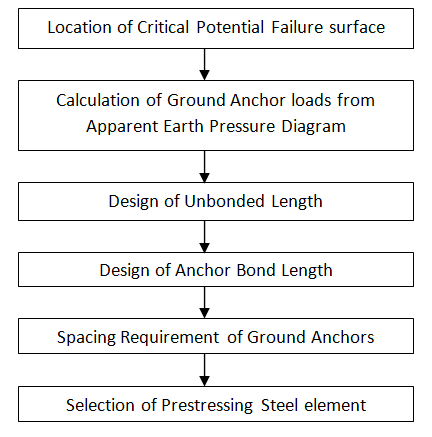 Location of Critical Potential Failure surface
Calculation of Ground Anchor loads from
Apparent Earth Pressure Diagram
Design of Unbonded Length
Design of Anchor Bond Length
Spacing Requirement of Ground Anchors
Selection of Prestressing Steel element